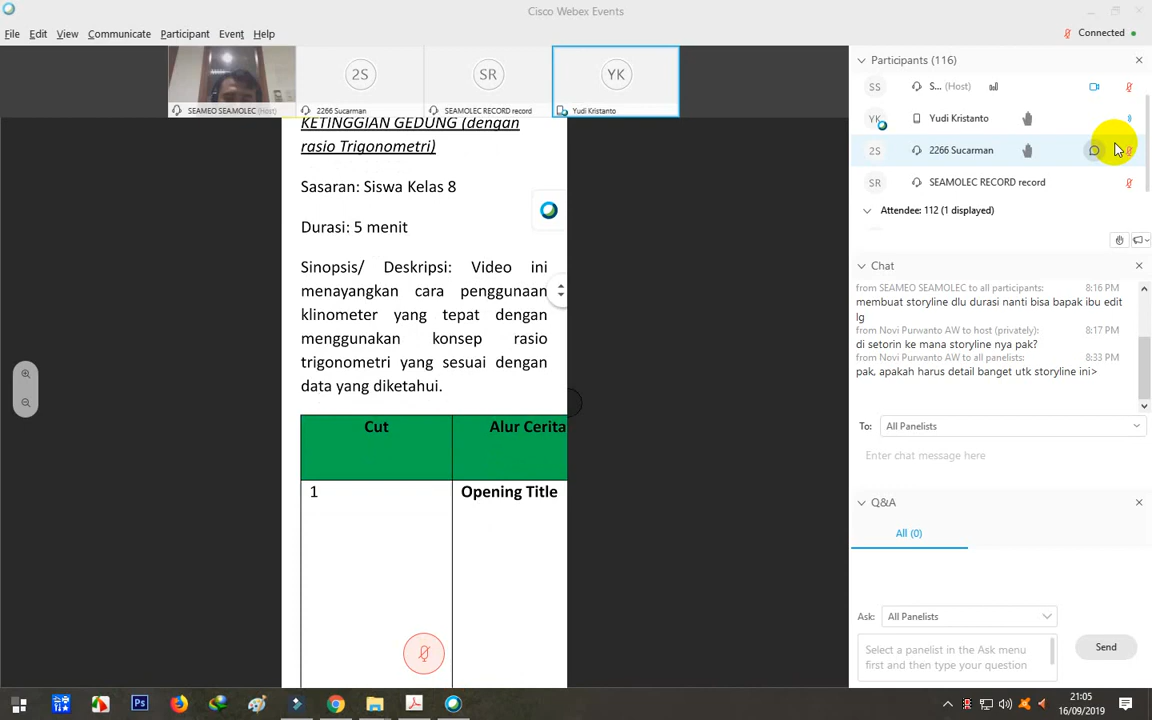 Cisco Webex Events
File Edit View Communicate Participant Event Help
Connected
SEAMEO SEAMOLEC (Host)
2S
2266 Sucarman
SR
SEAMOLEC RECORD record
YK
Yudi Kristanto
KETINGGIAN GEDUNG (dengan
rasio Trigonometri)
Sasaran: Siswa Kelas 8
Durasi: 5 menit
Sinopsis/ Deskripsi: Video ini
menayangkan cara penggunaan
klinometer yang tepat dengan
menggunakan konsep rasio
trigonometri yang sesuai dengan
data yang diketahui.
Cut Alur Cerita
1 Opening Title
Participants (116)
SS S... (Host)
YK Yudi Kristanto
2S 2266 Sucarman
SR SEAMOLEC RECORD record
Attendee: 112 (1 displayed)
Chat
from SEAMEO SEAMOLEC to all participants: 8:16 PM
membuat storyline dlu durasi nanti bisa bapak ibu edit
lg
from Novi Purwanto AW to host (privately): 8:17 PM
di setorin ke mana storyline nya pak?
from Novi Purwanto AW to all panelists: 8:33 PM
pak, apakah harus detail banget utk storyline ini>
To: All Panelists
Enter chat message here
Q&A
All (0)
Ask: All Panelists
Select a panelist in the Ask menu
first and then type your question
Send
Ps
21:05
16/09/2019